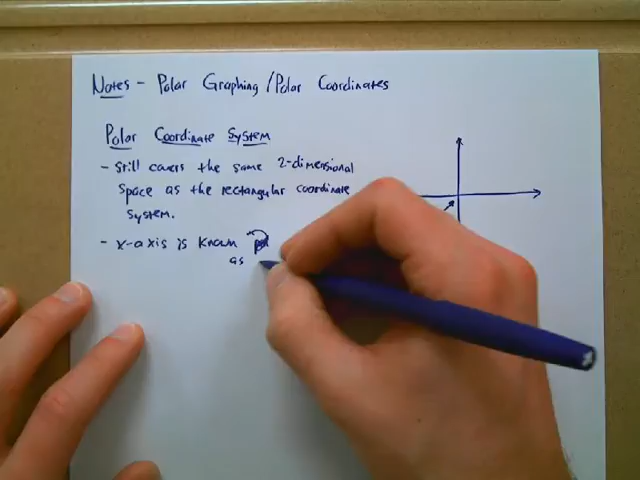 Notes - Polar Graphing/Polar Coordinates
Polar Coordinate System
- Still covers the same 2-dimensional
space as the rectangular coordinate
system.
- x-axis is known
as